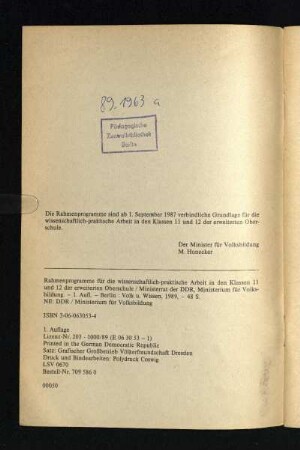 89.1963 a
Pädagogische
Zentralbibliothek
Berlin
Die Rahmenprogramme sind ab 1. September 1987 verbindliche Grundlage für die
wissenschaftlich-praktische Arbeit in den Klassen 11 und 12 der erweiterten Ober-
schule.
Der Minister für Volksbildung
M. Honecker
Rahmenprogramme für die wissenschaftlich-praktische Arbeit in den Klassen 11
und 12 der erweiterten Oberschule / Ministerrat der DDR, Ministerium für Volks-
bildung. – 1. Aufl. – Berlin : Volk u. Wissen, 1989. – 48 S.
NE: DDR / Ministerium für Volksbildung
ISBN 3-06-063053-4
1. Auflage
Lizenz-Nr. 203 · 1000/89 (E 06 30 53 – 1)
Printed in the German Democratic Republic
Satz: Grafischer Großbetrieb Völkerfreundschaft Dresden
Druck und Bindearbeiten: Polydruck Coswig
LSV 0670
Bestell-Nr. 709 586 0
00050